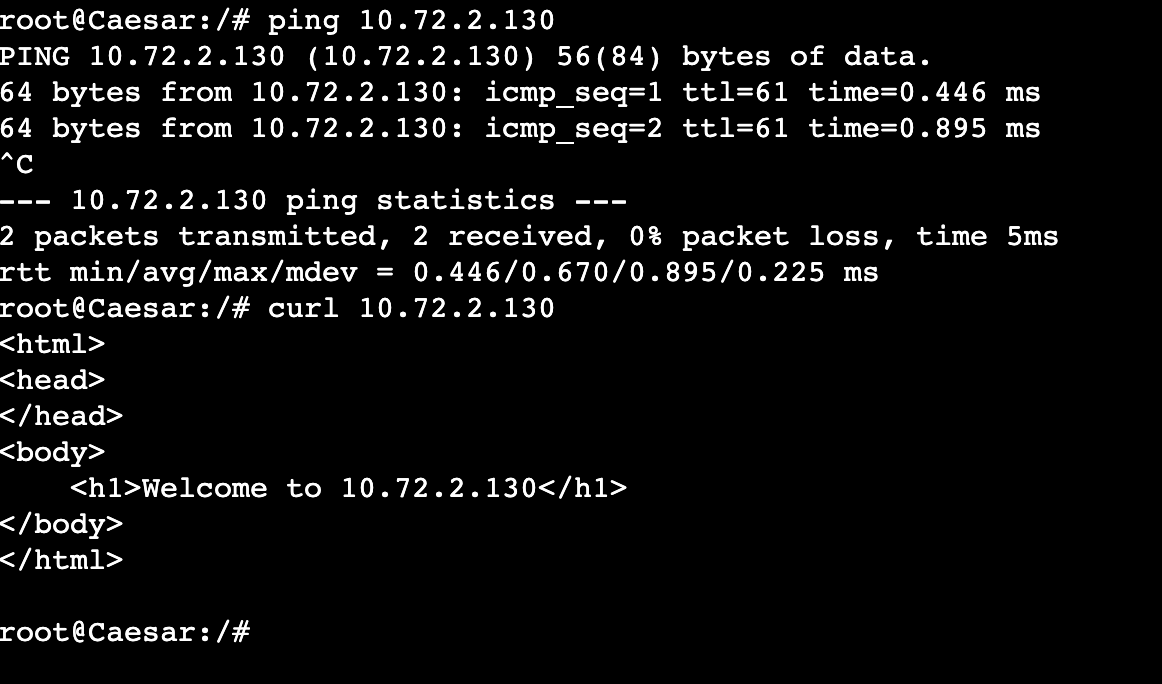 root@Caesar:/# ping 10.72.2.130
PING 10.72.2.130 (10.72.2.130) 56(84) bytes of data.
64 bytes from 10.72.2.130: icmp_seq=1 ttl=61 time=0.446 ms
64 bytes from 10.72.2.130: icmp_seq=2 ttl=61 time=0.895 ms
^C
--- 10.72.2.130 ping statistics ---
2 packets transmitted, 2 received, 0% packet loss, time 5ms
rtt min/avg/max/mdev = 0.446/0.670/0.895/0.225 ms
root@Caesar:/# curl 10.72.2.130
<html>
<head>
</head>
<body>
    <h1>Welcome to 10.72.2.130</h1>
</body>
</html>

root@Caesar:/#